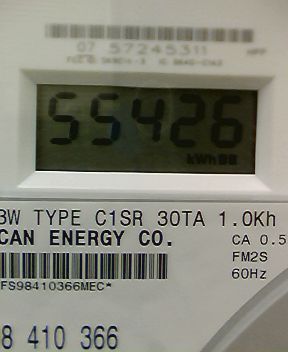 07 57245311
55426
kWh
3W TYPE C1SR 30TA 1.0Kh
CAN ENERGY CO.
CA 0.5
FM2S
60Hz
FS98410366MEC*
8 410 366